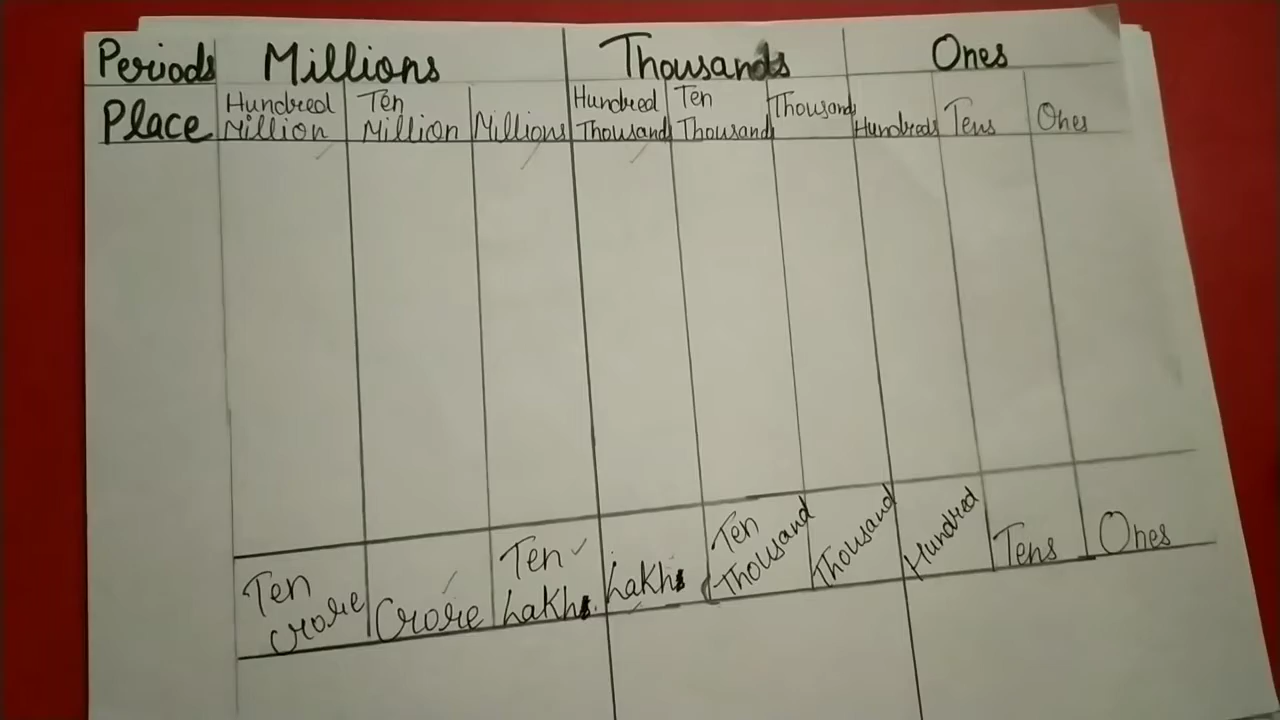 Periods Millions Thousands Ones
Place Hundred Million Ten Million Millions Hundred Thousand Ten Thousand Thousand Hundreds Tens Ones
Ten Crore Crore Ten Lakhs. Lakhs Ten Thousand Thousand Hundred Tens Ones